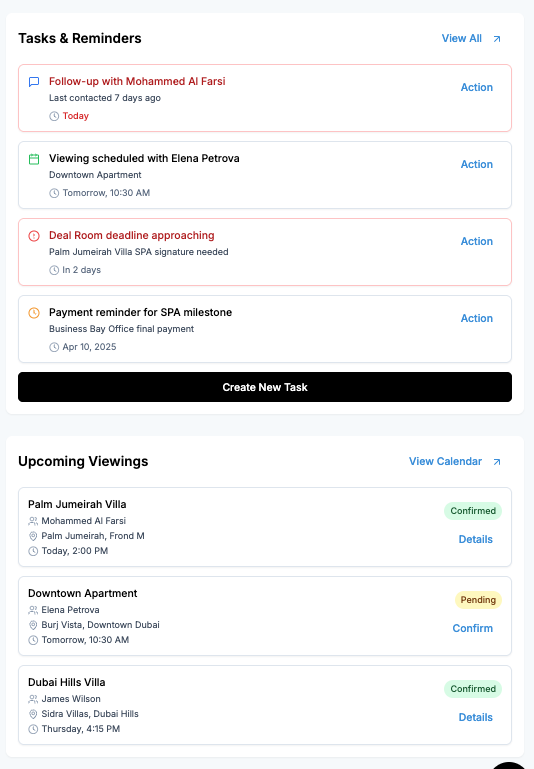 Tasks & Reminders
View All
Follow-up with Mohammed Al Farsi
Last contacted 7 days ago
Today
Action
Viewing scheduled with Elena Petrova
Downtown Apartment
Tomorrow, 10:30 AM
Action
Deal Room deadline approaching
Palm Jumeirah Villa SPA signature needed
In 2 days
Action
Payment reminder for SPA milestone
Business Bay Office final payment
Apr 10, 2025
Action
Create New Task
Upcoming Viewings
View Calendar
Palm Jumeirah Villa
Mohammed Al Farsi
Palm Jumeirah, Frond M
Today, 2:00 PM
Confirmed
Details
Downtown Apartment
Elena Petrova
Burj Vista, Downtown Dubai
Tomorrow, 10:30 AM
Pending
Confirm
Dubai Hills Villa
James Wilson
Sidra Villas, Dubai Hills
Thursday, 4:15 PM
Confirmed
Details